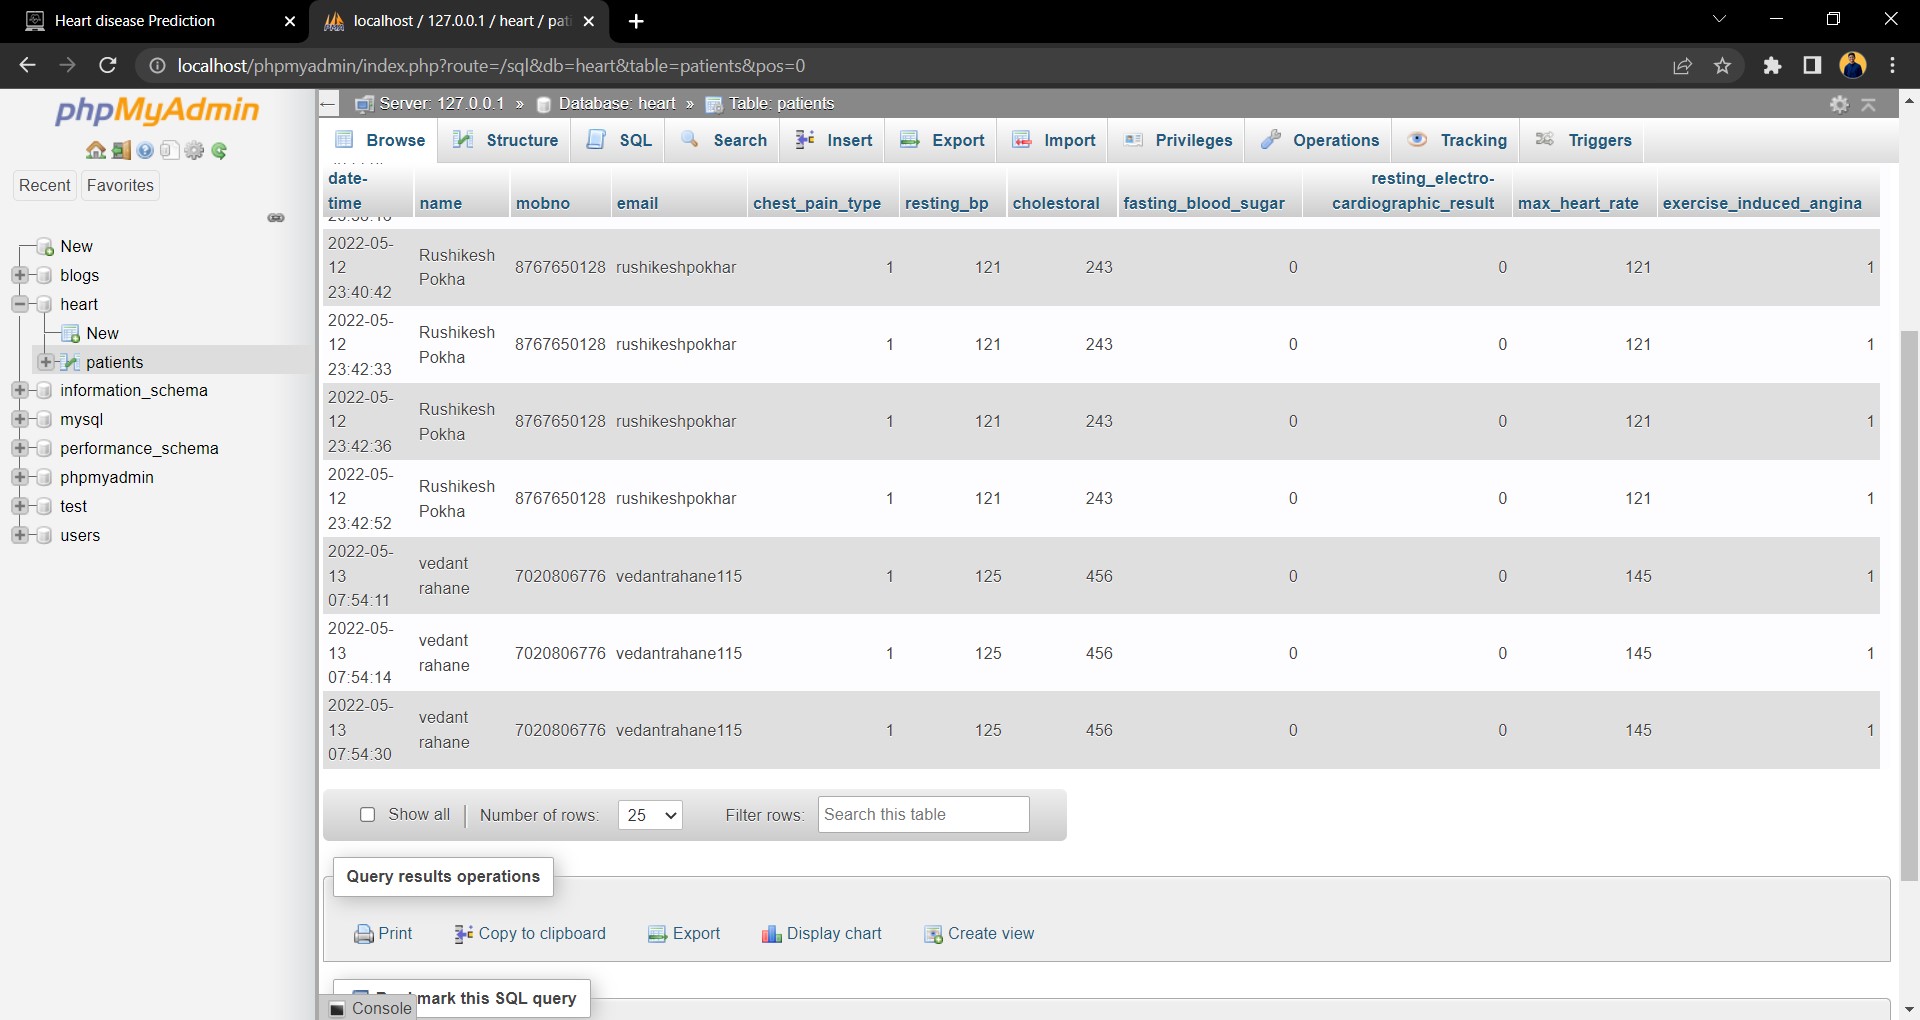 Heart disease Prediction
localhost / 127.0.0.1 / heart / pati
localhost/phpmyadmin/index.php?route=/sql&db=heart&table=patients&pos=0
phpMyAdmin
Recent Favorites
New
blogs
heart
New
patients
information_schema
mysql
performance_schema
phpmyadmin
test
users
Server: 127.0.0.1 » Database: heart » Table: patients
Browse Structure SQL Search Insert Export Import Privileges Operations Tracking Triggers
date-
time name mobno email chest_pain_type resting_bp cholestoral fasting_blood_sugar resting_electro-
cardiographic_result max_heart_rate exercise_induced_angina
2022-05-
12
23:40:42 Rushikesh
Pokha 8767650128 rushikeshpokhar 1 121 243 0 0 121 1
2022-05-
12
23:42:33 Rushikesh
Pokha 8767650128 rushikeshpokhar 1 121 243 0 0 121 1
2022-05-
12
23:42:36 Rushikesh
Pokha 8767650128 rushikeshpokhar 1 121 243 0 0 121 1
2022-05-
12
23:42:52 Rushikesh
Pokha 8767650128 rushikeshpokhar 1 121 243 0 0 121 1
2022-05-
13
07:54:11 vedant
rahane 7020806776 vedantrahane115 1 125 456 0 0 145 1
2022-05-
13
07:54:14 vedant
rahane 7020806776 vedantrahane115 1 125 456 0 0 145 1
2022-05-
13
07:54:30 vedant
rahane 7020806776 vedantrahane115 1 125 456 0 0 145 1
Show all Number of rows: 25 Filter rows: Search this table
Query results operations
Print Copy to clipboard Export Display chart Create view
mark this SQL query
Console